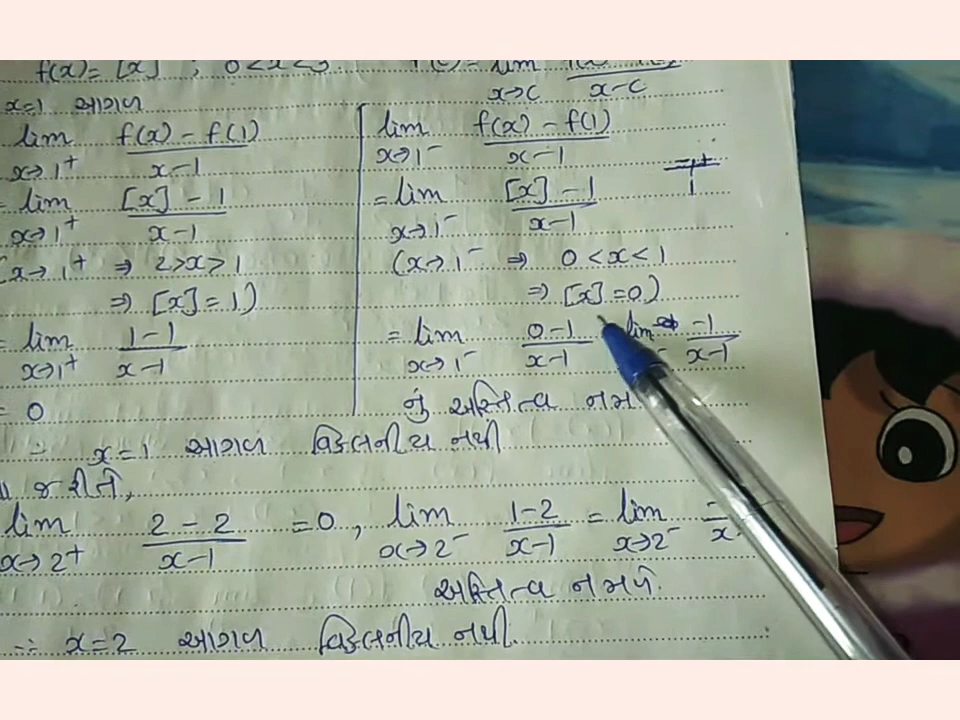 f(x) = [x] ; 0 < x < 3
x=1 આગળ
lim x→1⁺ f(x) – f(1) / x–1
= lim x→1⁺ [x] – 1 / x–1
(x→1⁺ ⇒ 2>x>1
⇒ [x] = 1)
= lim x→1⁺ 1–1 / x–1
= 0
lim x→c x–c
lim x→1⁻ f(x) – f(1) / x–1
= lim x→1⁻ [x] – 1 / x–1
(x→1⁻ ⇒ 0 < x < 1
⇒ [x] = 0)
= lim x→1⁻ 0–1 / x–1 lim –1 / x–1
નું અસ્તિત્વ ન મ
∴ x=1 આગળ વિકલનીય નથી
જ રીતે,
lim x→2⁺ 2 – 2 / x–1 = 0 , lim x→2⁻ 1–2 / x–1 = lim x→2⁻
અસ્તિત્વ ન મળે.
∴ x=2 આગળ વિકલનીય નથી.